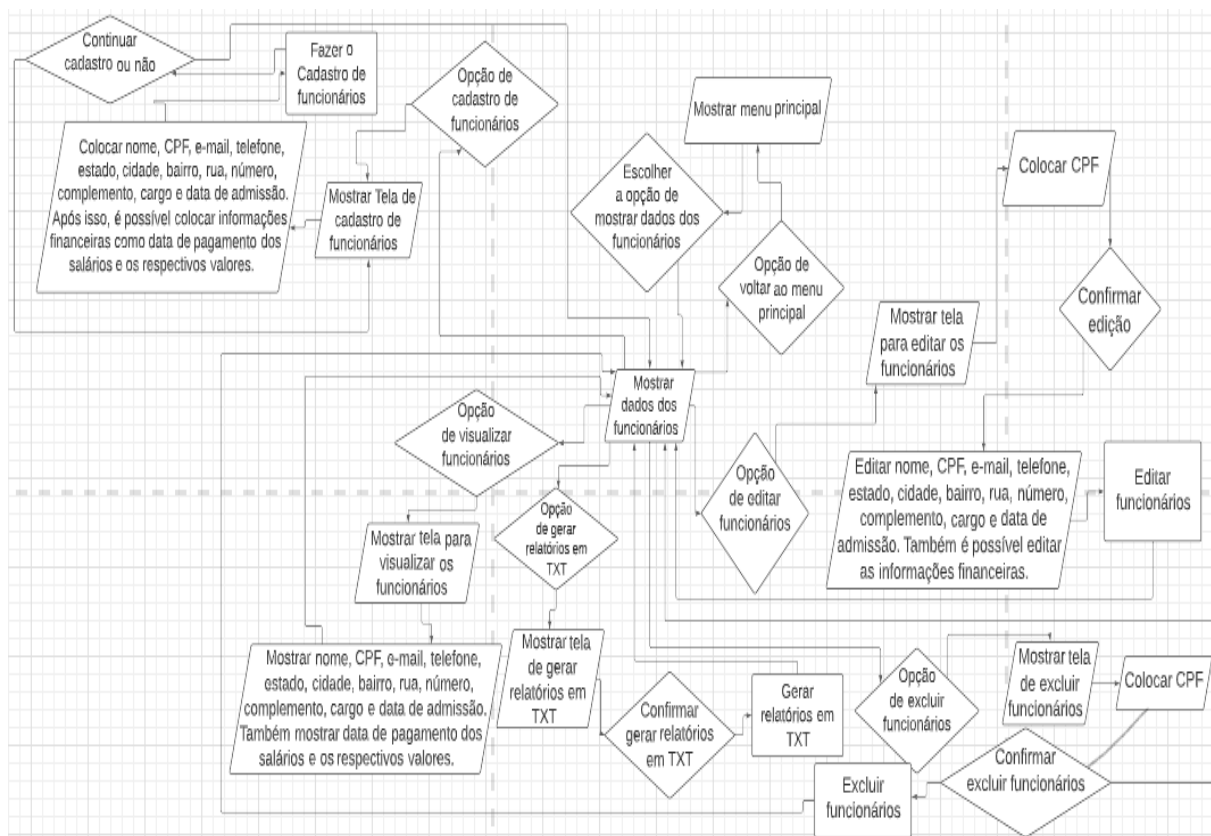 Continuar
cadastro ou não
Fazer o
Cadastro de
funcionários
Opção de
cadastro de
funcionários
Colocar nome, CPF, e-mail, telefone,
estado, cidade, bairro, rua, número,
complemento, cargo e data de admissão.
Após isso, é possível colocar informações
financeiras como data de pagamento dos
salários e os respectivos valores.
Mostrar Tela de
cadastro de
funcionários
Mostrar menu principal
Escolher
a opção de
mostrar dados dos
funcionários
Opção de
voltar ao menu
principal
Colocar CPF
Confirmar
edição
Mostrar tela
para editar os
funcionários
Mostrar
dados dos
funcionários
Opção
de visualizar
funcionários
Opção
de gerar
relatórios em
TXT
Opção
de editar
funcionários
Editar nome, CPF, e-mail, telefone,
estado, cidade, bairro, rua, número,
complemento, cargo e data de
admissão. Também é possível editar
as informações financeiras.
Editar
funcionários
Mostrar tela para
visualizar os
funcionários
Mostrar nome, CPF, e-mail, telefone,
estado, cidade, bairro, rua, número,
complemento, cargo e data de admissão.
Também mostrar data de pagamento dos
salários e os respectivos valores.
Mostrar tela
de gerar
relatórios em
TXT
Confirmar
gerar relatórios
em TXT
Gerar
relatórios em
TXT
Opção
de excluir
funcionários
Mostrar tela
de excluir
funcionários
Colocar CPF
Confirmar
excluir funcionários
Excluir
funcionários